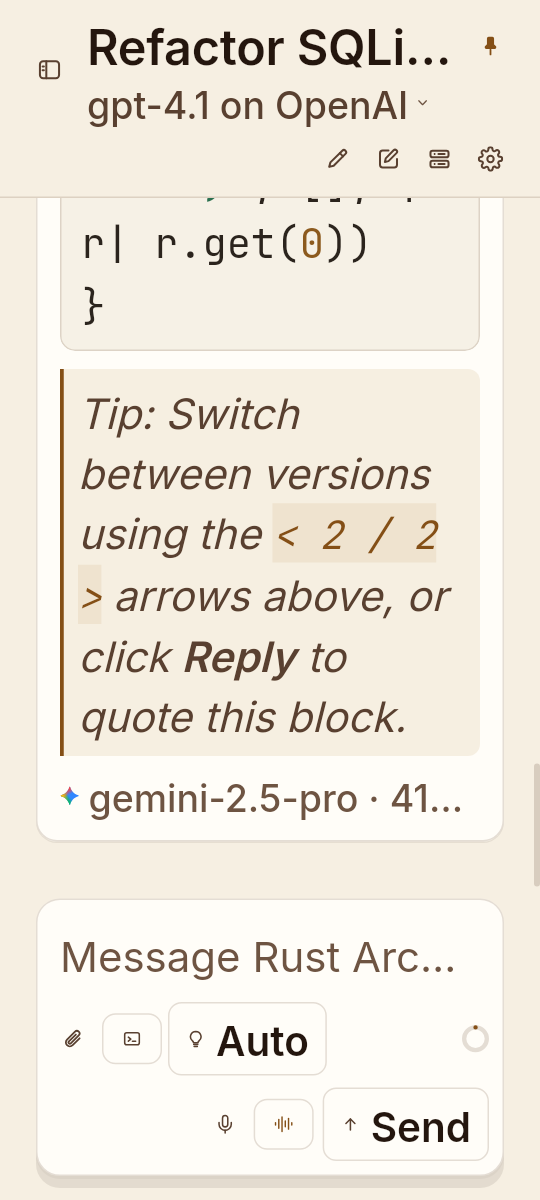 Refactor SQLi...
gpt-4.1 on OpenAI
r| r.get(0))
}
Tip: Switch
between versions
using the < 2 / 2
> arrows above, or
click Reply to
quote this block.
gemini-2.5-pro · 41...
Message Rust Arc...
Auto
Send